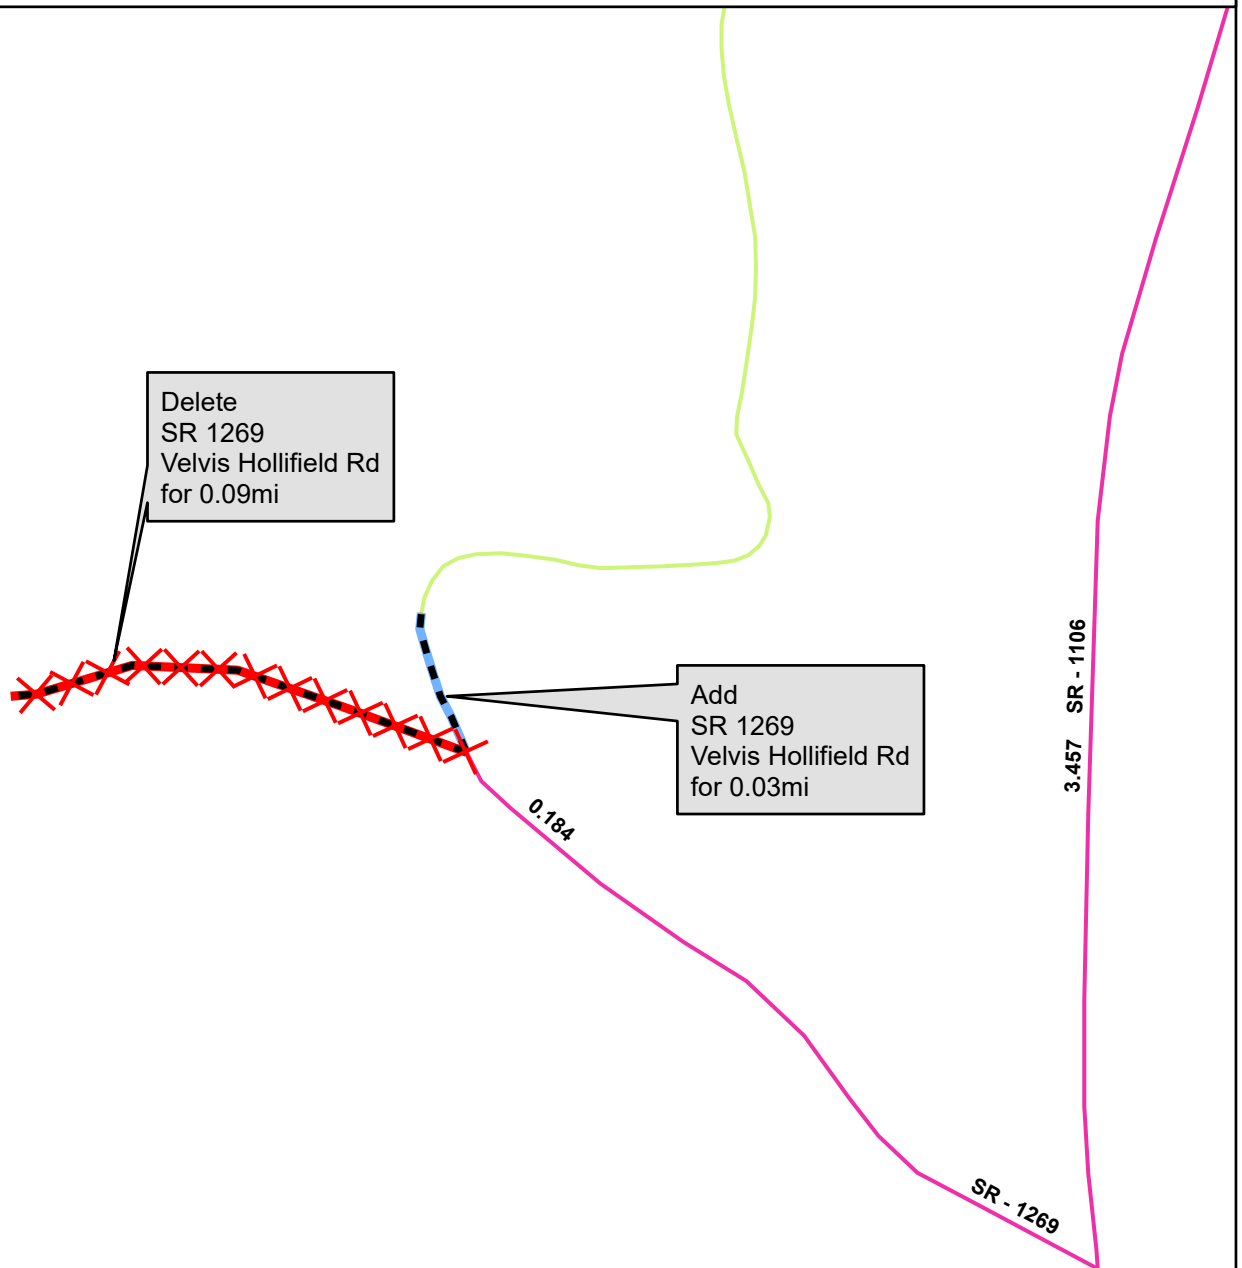 Delete
SR 1269
Velvis Hollifield Rd
for 0.09mi
Add
SR 1269
Velvis Hollifield Rd
for 0.03mi
3.457 SR - 1106
0.184
SR - 1269